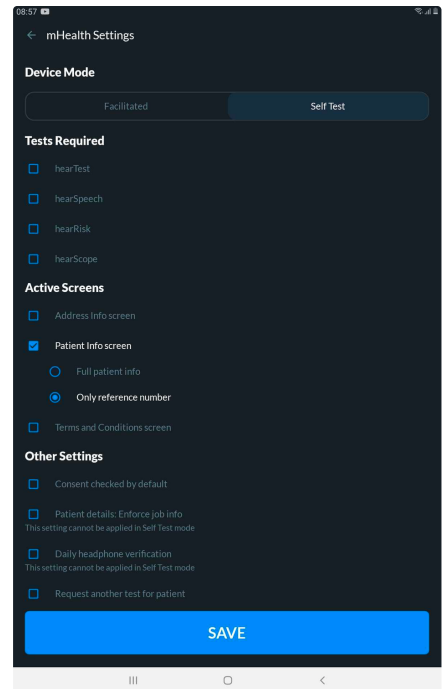 08:57
mHealth Settings
Device Mode
Facilitated Self Test
Tests Required
hearTest
hearSpeech
hearRisk
hearScope
Active Screens
Address Info screen
Patient Info screen
Full patient info
Only reference number
Terms and Conditions screen
Other Settings
Consent checked by default
Patient details: Enforce job info
This setting cannot be applied in Self Test mode
Daily headphone verification
This setting cannot be applied in Self Test mode
Request another test for patient
SAVE